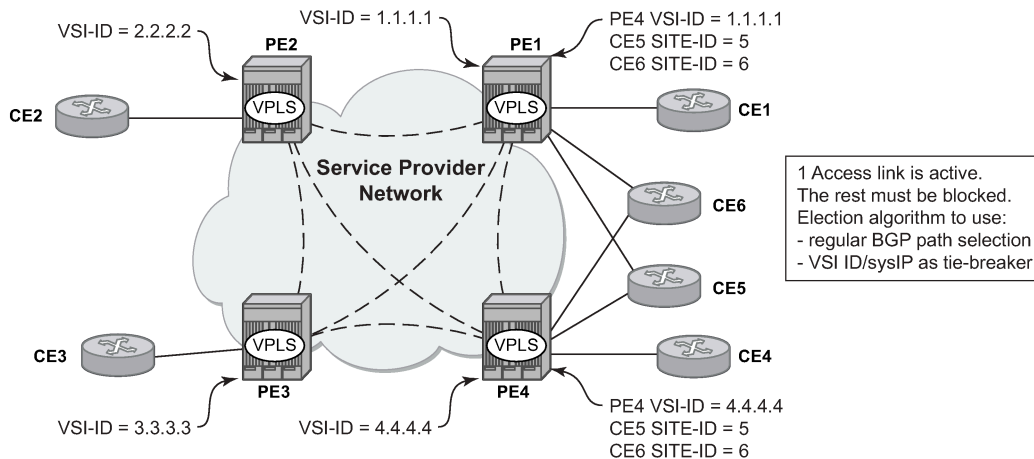 VSI-ID = 2.2.2.2
VSI-ID = 1.1.1.1
PE4 VSI-ID = 1.1.1.1
CE5 SITE-ID = 5
CE6 SITE-ID = 6
PE2
PE1
CE2
VPLS
VPLS
CE1
Service Provider
Network
CE6
1 Access link is active.
The rest must be blocked.
Election algorithm to use:
- regular BGP path selection
- VSI ID/sysIP as tie-breaker
CE5
CE3
VPLS
VPLS
CE4
PE3
PE4
VSI-ID = 3.3.3.3
VSI-ID = 4.4.4.4
PE4 VSI-ID = 4.4.4.4
CE5 SITE-ID = 5
CE6 SITE-ID = 6